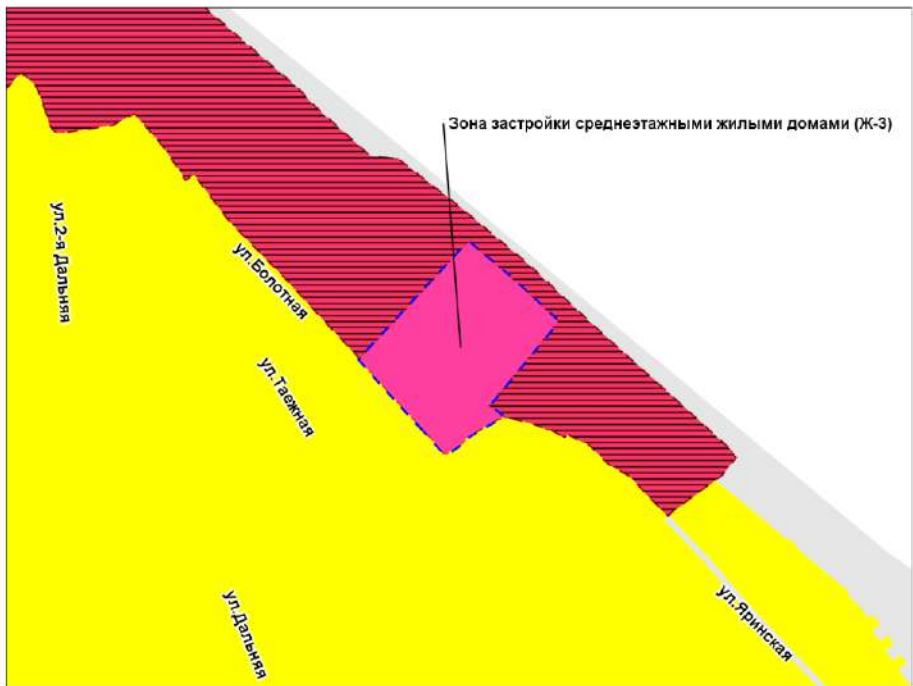 Зона застройки среднеэтажными жилыми домами (Ж-3)
ул.2-я Дальняя
ул.Болотная
ул.Таежная
ул.Дальняя
ул.Яринская